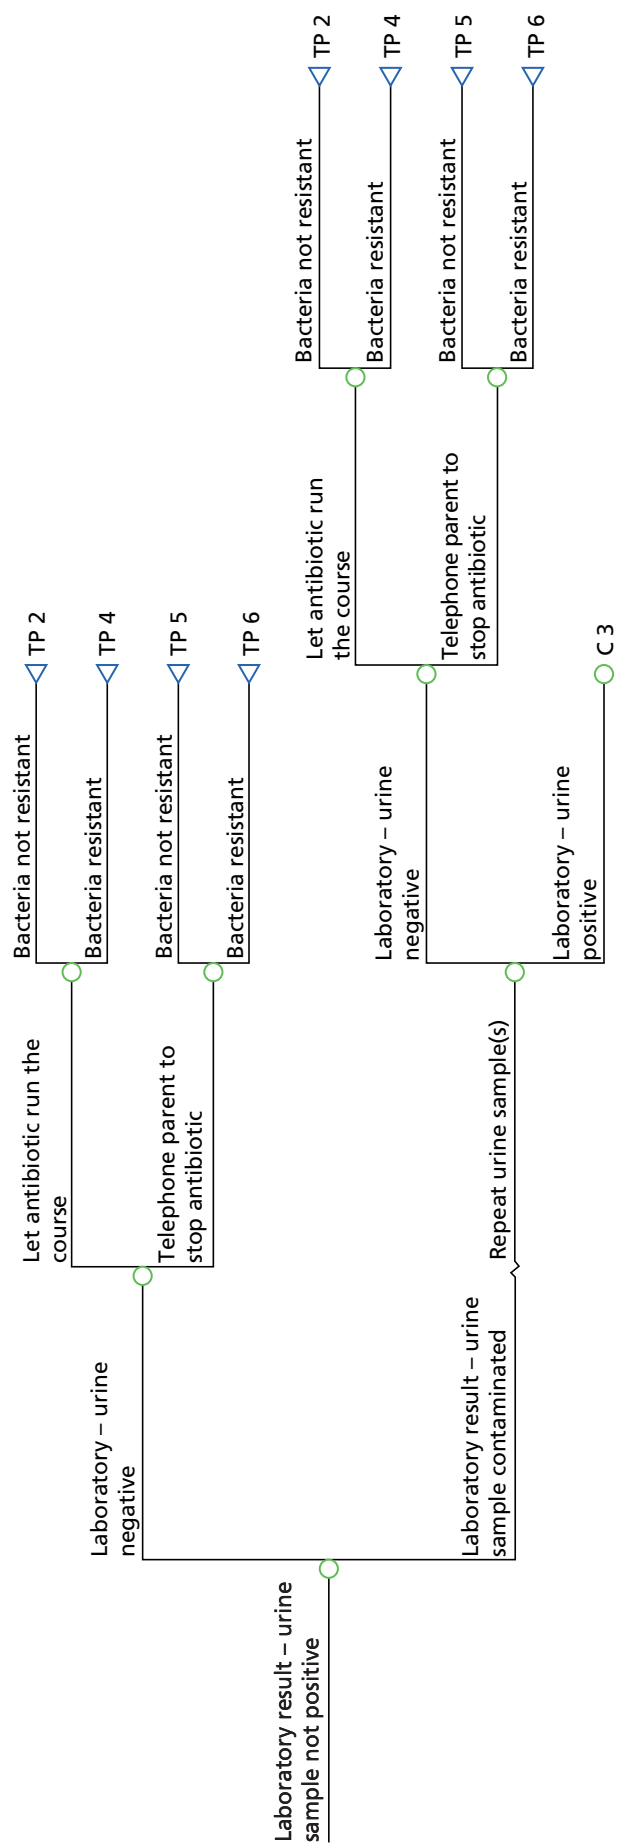 Laboratory result – urine
sample not positive
Laboratory – urine
negative
Let antibiotic run the
course
Bacteria not resistant
TP 2
Bacteria resistant
TP 4
Telephone parent to
stop antibiotic
Bacteria not resistant
TP 5
Bacteria resistant
TP 6
Laboratory result – urine
sample contaminated
Repeat urine sample(s)
Laboratory – urine
negative
Let antibiotic run
the course
Bacteria not resistant
TP 2
Bacteria resistant
TP 4
Telephone parent to
stop antibiotic
Bacteria not resistant
TP 5
Bacteria resistant
TP 6
Laboratory – urine
positive
C 3